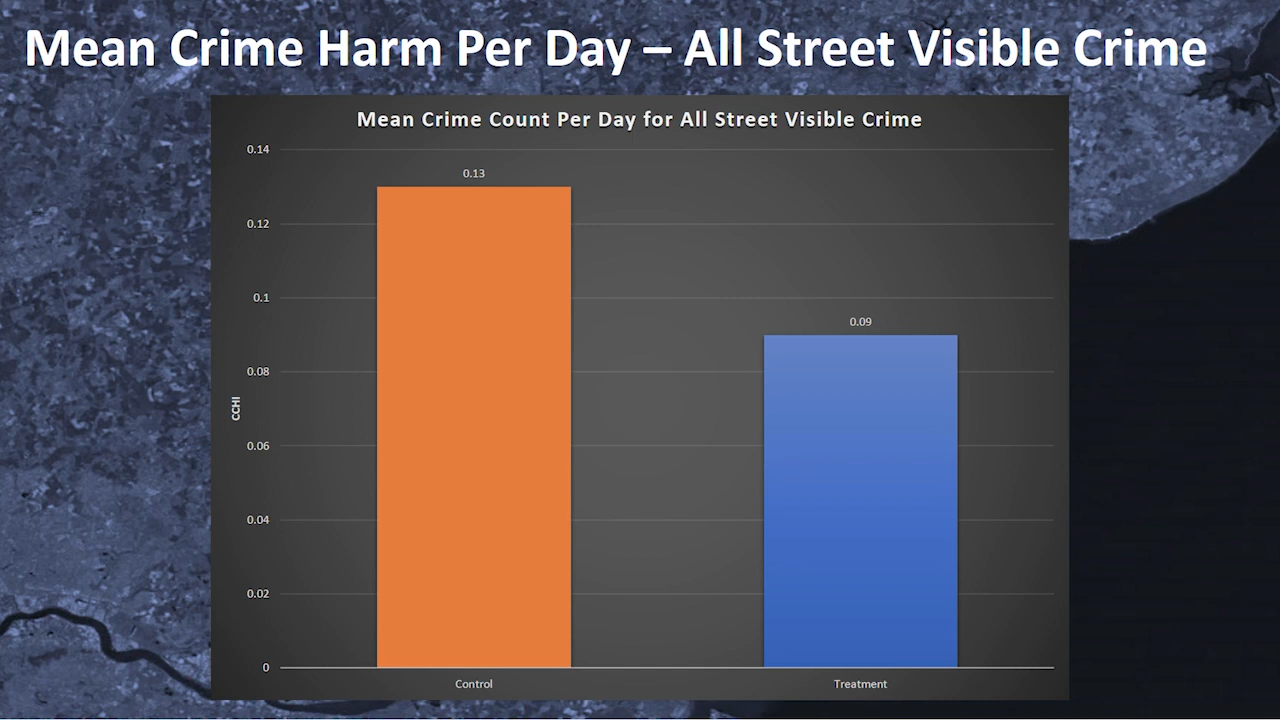 Mean Crime Harm Per Day – All Street Visible Crime
Mean Crime Count Per Day for All Street Visible Crime
0.14
0.13
0.12
0.1
0.09
0.08
CCHI
0.06
0.04
0.02
0
Control
Treatment